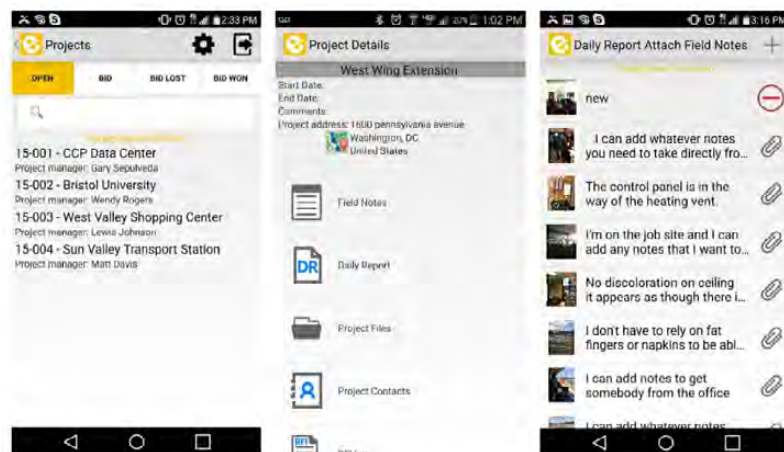 2:33 PM
Projects
OPEN
BID
BID LOST
BID WON
15-001 - CCP Data Center
Project manager: Gary Sepulveda
15-002 - Bristol University
Project manager: Wendy Rogers
15-003 - West Valley Shopping Center
Project manager: Lewis Johnson
15-004 - Sun Valley Transport Station
Project manager: Matt Davis
20% 1:02 PM
Project Details
West Wing Extension
Start Date:
End Date:
Comments:
Project address: 1600 pennsylvania avenue
Washington, DC
United States
Field Notes
DR
Daily Report
Project Files
Project Contacts
RFI
3:16 PM
Daily Report Attach Field Notes
new
I can add whatever notes
you need to take directly fro...
The control panel is in the
way of the heating vent.
I'm on the job site and I can
add any notes that I want to...
No discoloration on ceiling
it appears as though there i...
I don't have to rely on fat
fingers or napkins to be abl...
I can add notes to get
somebody from the office
I can add whatever notes